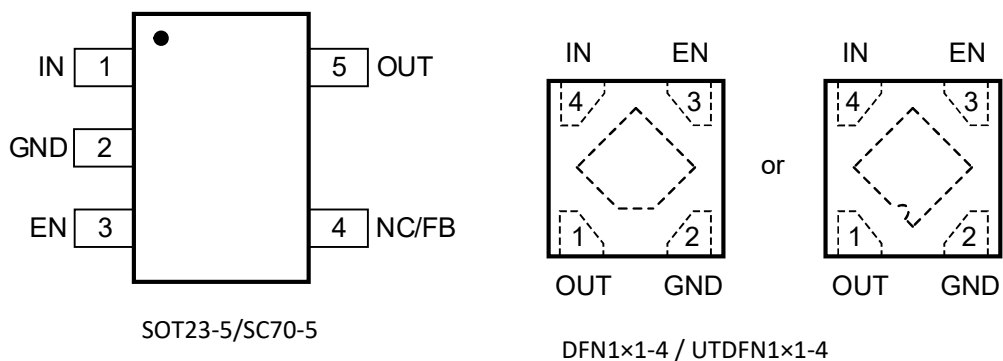 IN 1
5 OUT
GND 2
EN 3
4 NC/FB
SOT23-5/SC70-5
IN EN
4 3
1 2
OUT GND
or
IN EN
4 3
1 2
OUT GND
DFN1×1-4 / UTDFN1×1-4